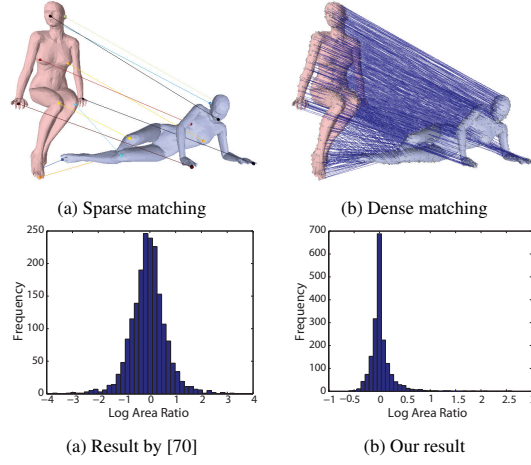 (a) Sparse matching
(b) Dense matching
250
200
150
100
50
0
Frequency
-4 -3 -2 -1 0 1 2 3 4
Log Area Ratio
700
600
500
400
300
200
100
0
Frequency
-1 -0.5 0 0.5 1 1.5 2 2.5
Log Area Ratio
(a) Result by [70]
(b) Our result